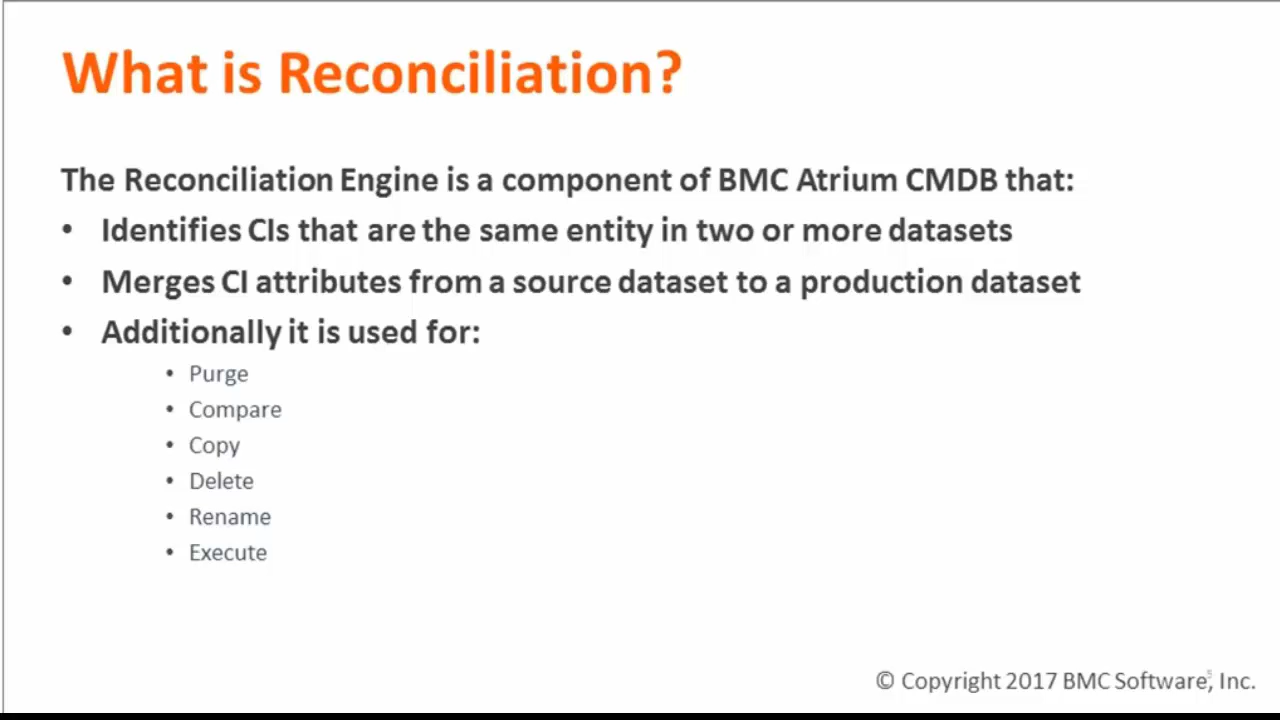 What is Reconciliation?
The Reconciliation Engine is a component of BMC Atrium CMDB that:
• Identifies CIs that are the same entity in two or more datasets
• Merges CI attributes from a source dataset to a production dataset
• Additionally it is used for:
• Purge
• Compare
• Copy
• Delete
• Rename
• Execute
© Copyright 2017 BMC Software, Inc.